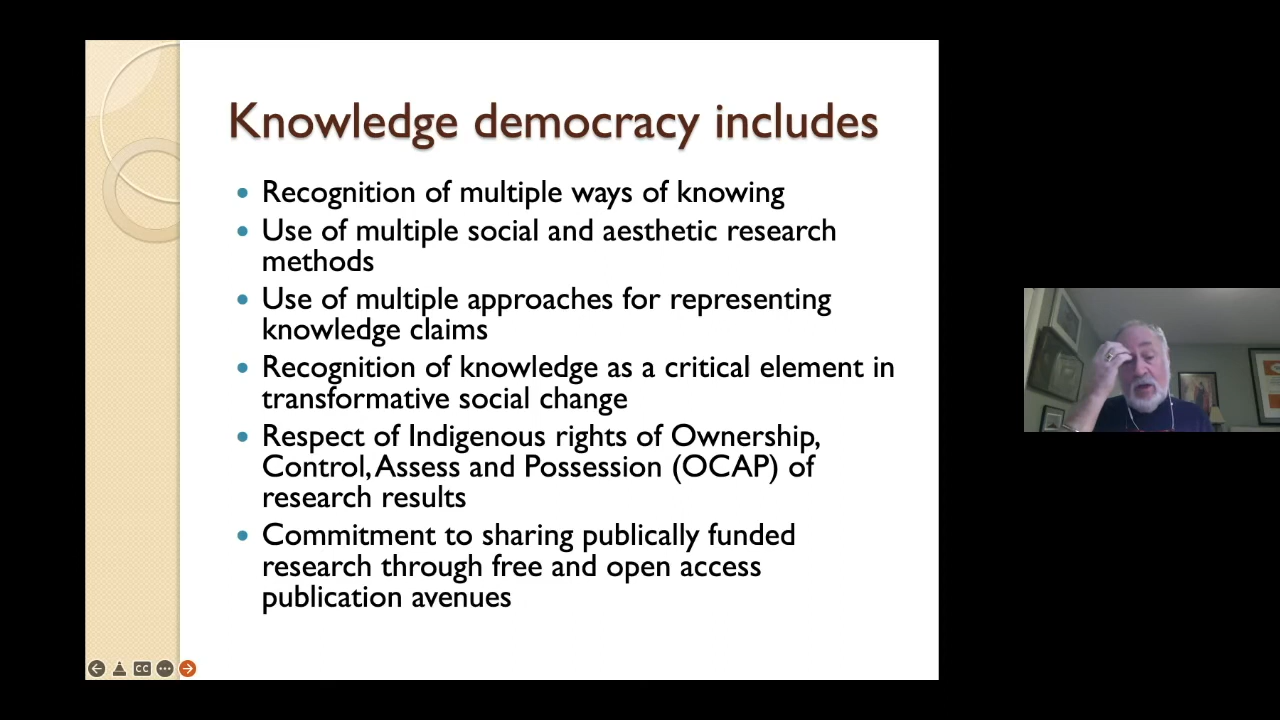 Knowledge democracy includes
• Recognition of multiple ways of knowing
• Use of multiple social and aesthetic research
methods
• Use of multiple approaches for representing
knowledge claims
• Recognition of knowledge as a critical element in
transformative social change
• Respect of Indigenous rights of Ownership,
Control, Assess and Possession (OCAP) of
research results
• Commitment to sharing publically funded
research through free and open access
publication avenues
CC